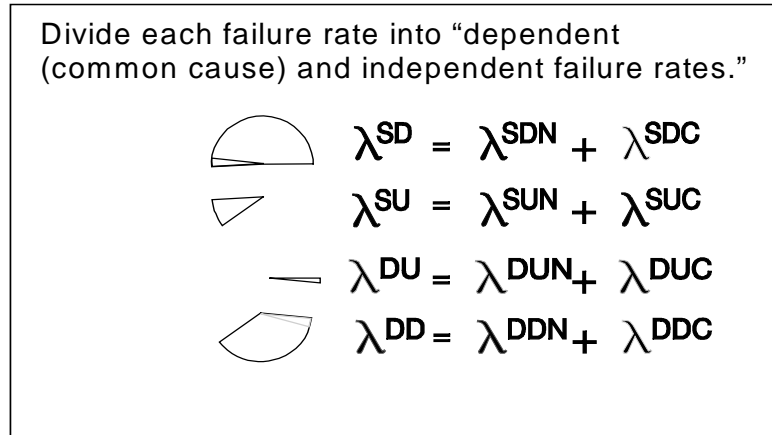 Divide each failure rate into “dependent
(common cause) and independent failure rates.”
λSD = λSDN + λSDC
λSU = λSUN + λSUC
λDU = λDUN + λDUC
λDD = λDDN + λDDC